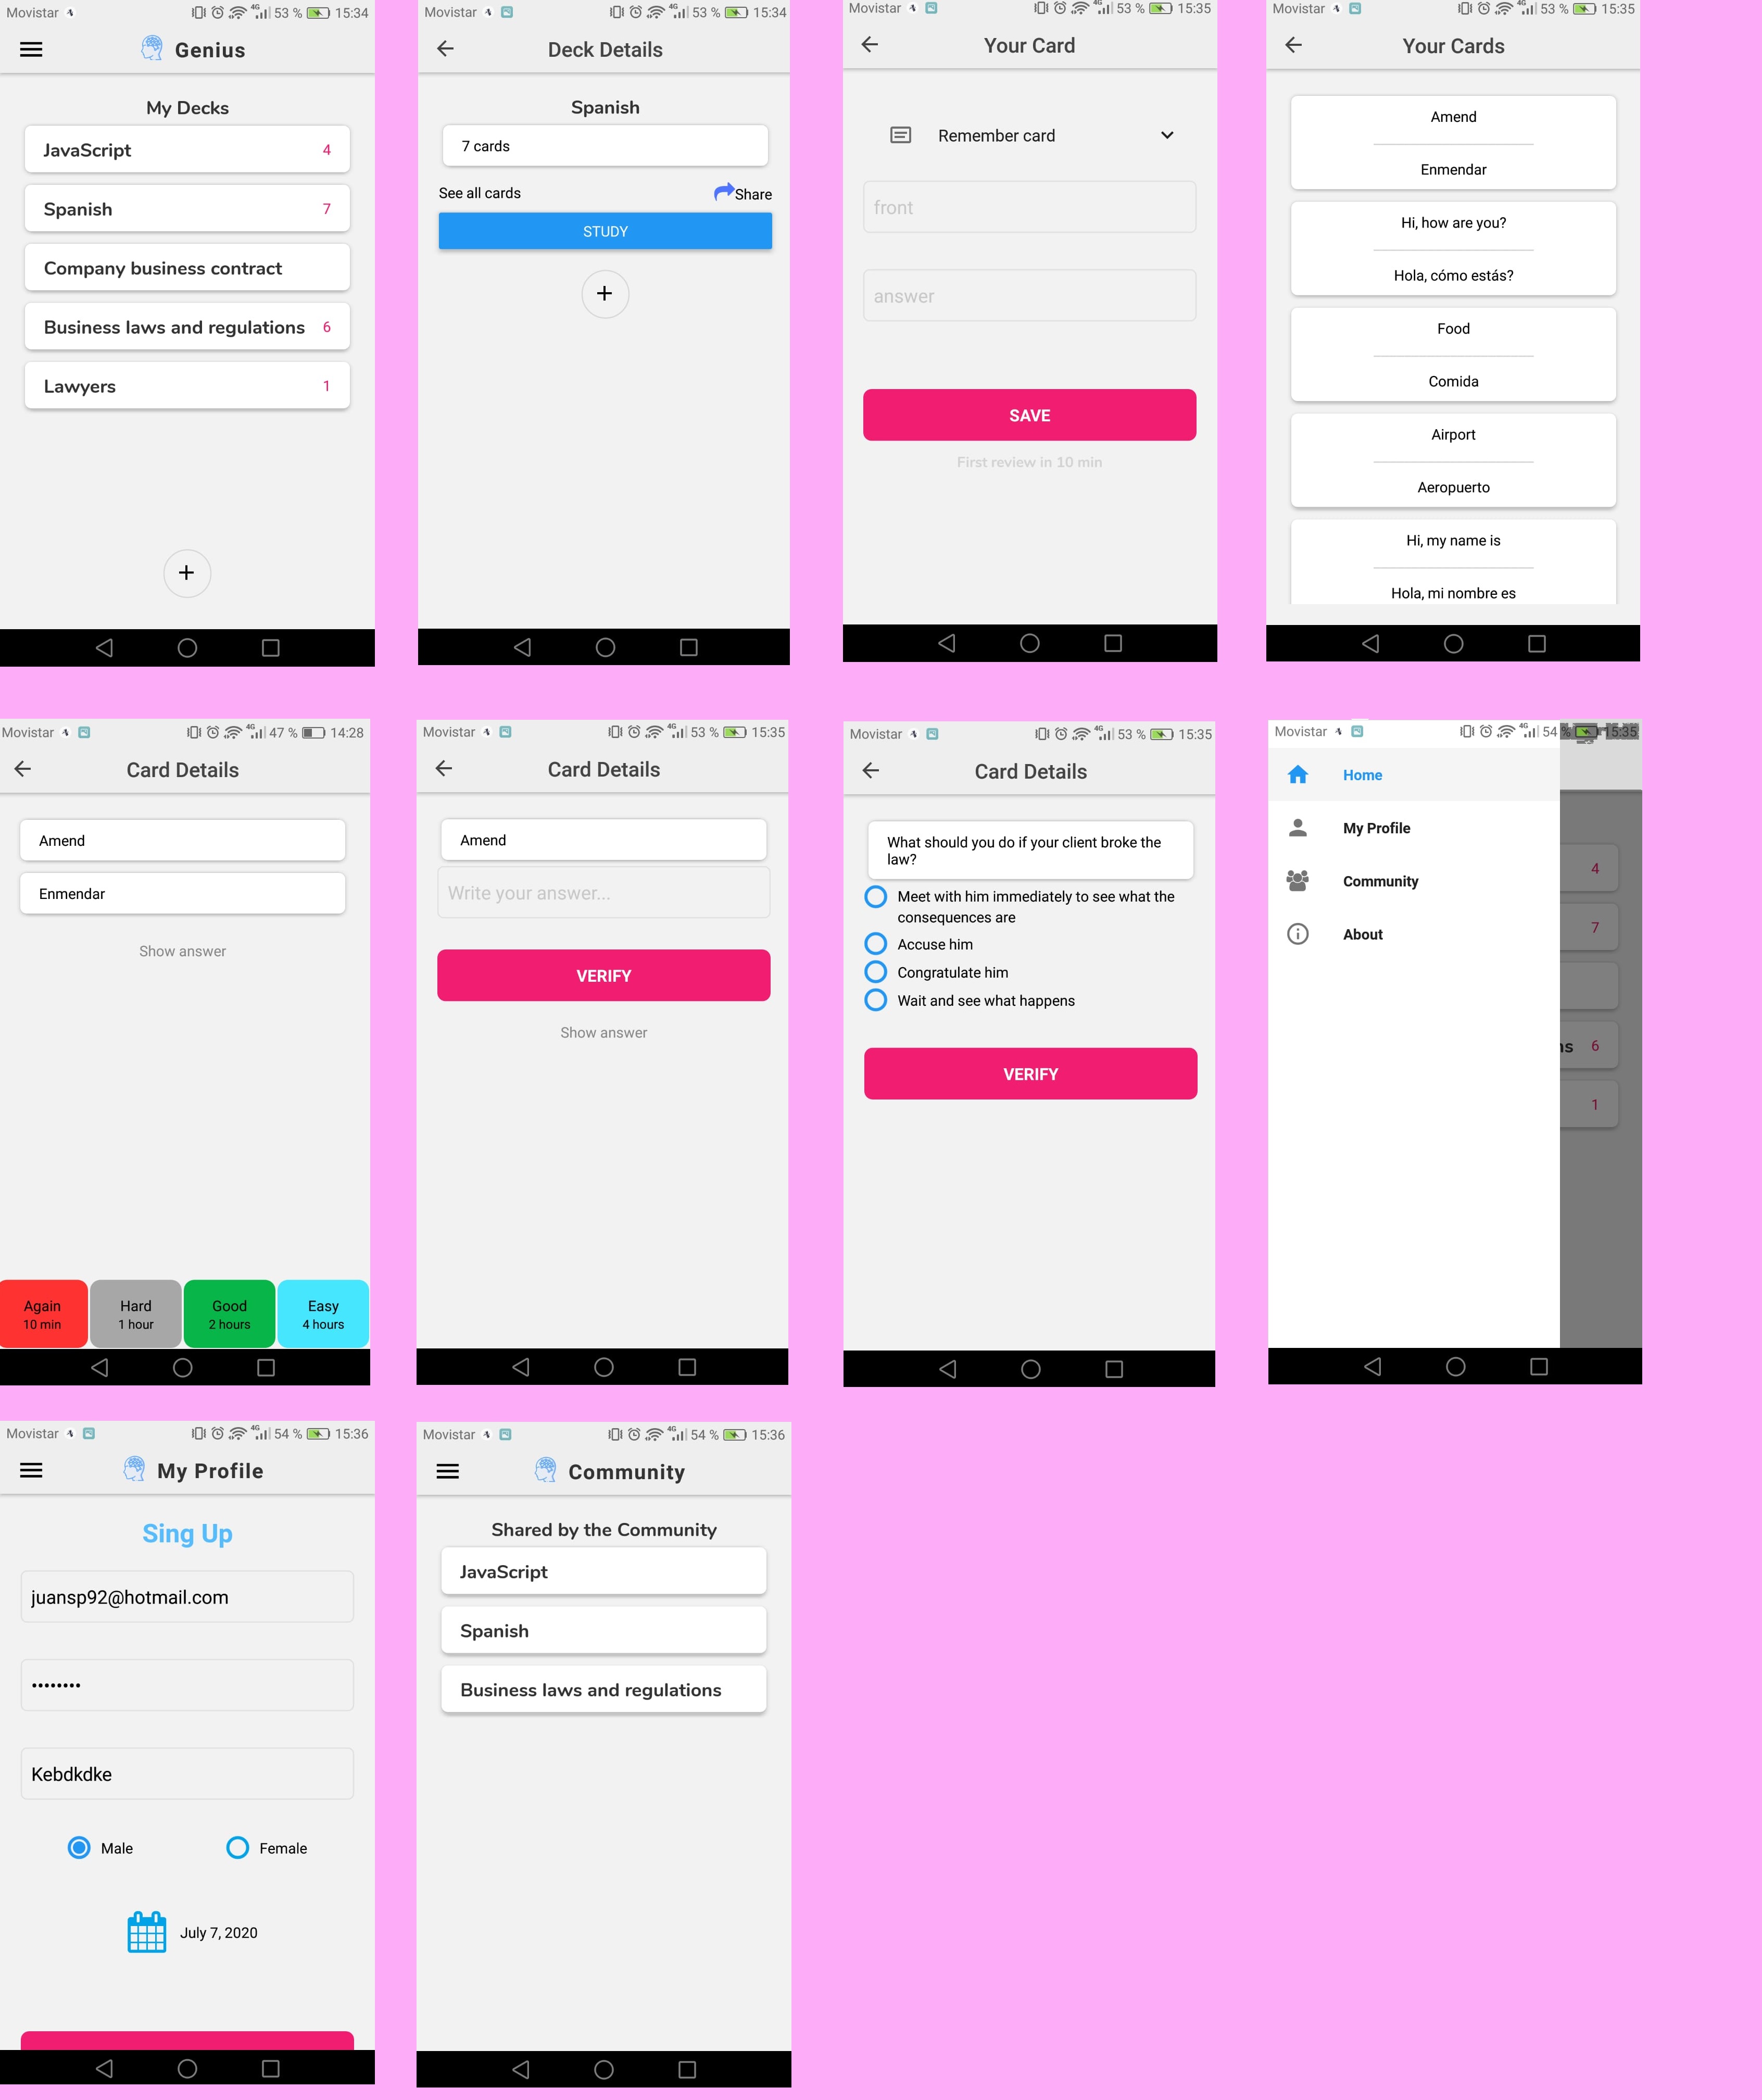 Movistar 4G 53 % 15:34
Genius
My Decks
JavaScript 4
Spanish 7
Company business contract
Business laws and regulations 6
Lawyers 1
+
Movistar 4G 53 % 15:34
Deck Details
Spanish
7 cards
See all cards Share
STUDY
+
Movistar 4G 53 % 15:35
Your Card
Remember card
front
answer
SAVE
First review in 10 min
Movistar 4G 53 % 15:35
Your Cards
Amend
Enmendar
Hi, how are you?
Hola, cómo estás?
Food
Comida
Airport
Aeropuerto
Hi, my name is
Hola, mi nombre es
Movistar 4G 47 % 14:28
Card Details
Amend
Enmendar
Show answer
Again Hard Good Easy
10 min 1 hour 2 hours 4 hours
Movistar 4G 53 % 15:35
Card Details
Amend
Write your answer...
VERIFY
Show answer
Movistar 4G 53 % 15:35
Card Details
What should you do if your client broke the
law?
Meet with him immediately to see what the
consequences are
Accuse him
Congratulate him
Wait and see what happens
VERIFY
Movistar 4G 54 % 15:35
Home
My Profile
Community
About
4
7
ns 6
1
Movistar 4G 54 % 15:36
My Profile
Sing Up
juansp92@hotmail.com
••••••••
Kebdkdke
Male Female
July 7, 2020
Movistar 4G 54 % 15:36
Community
Shared by the Community
JavaScript
Spanish
Business laws and regulations